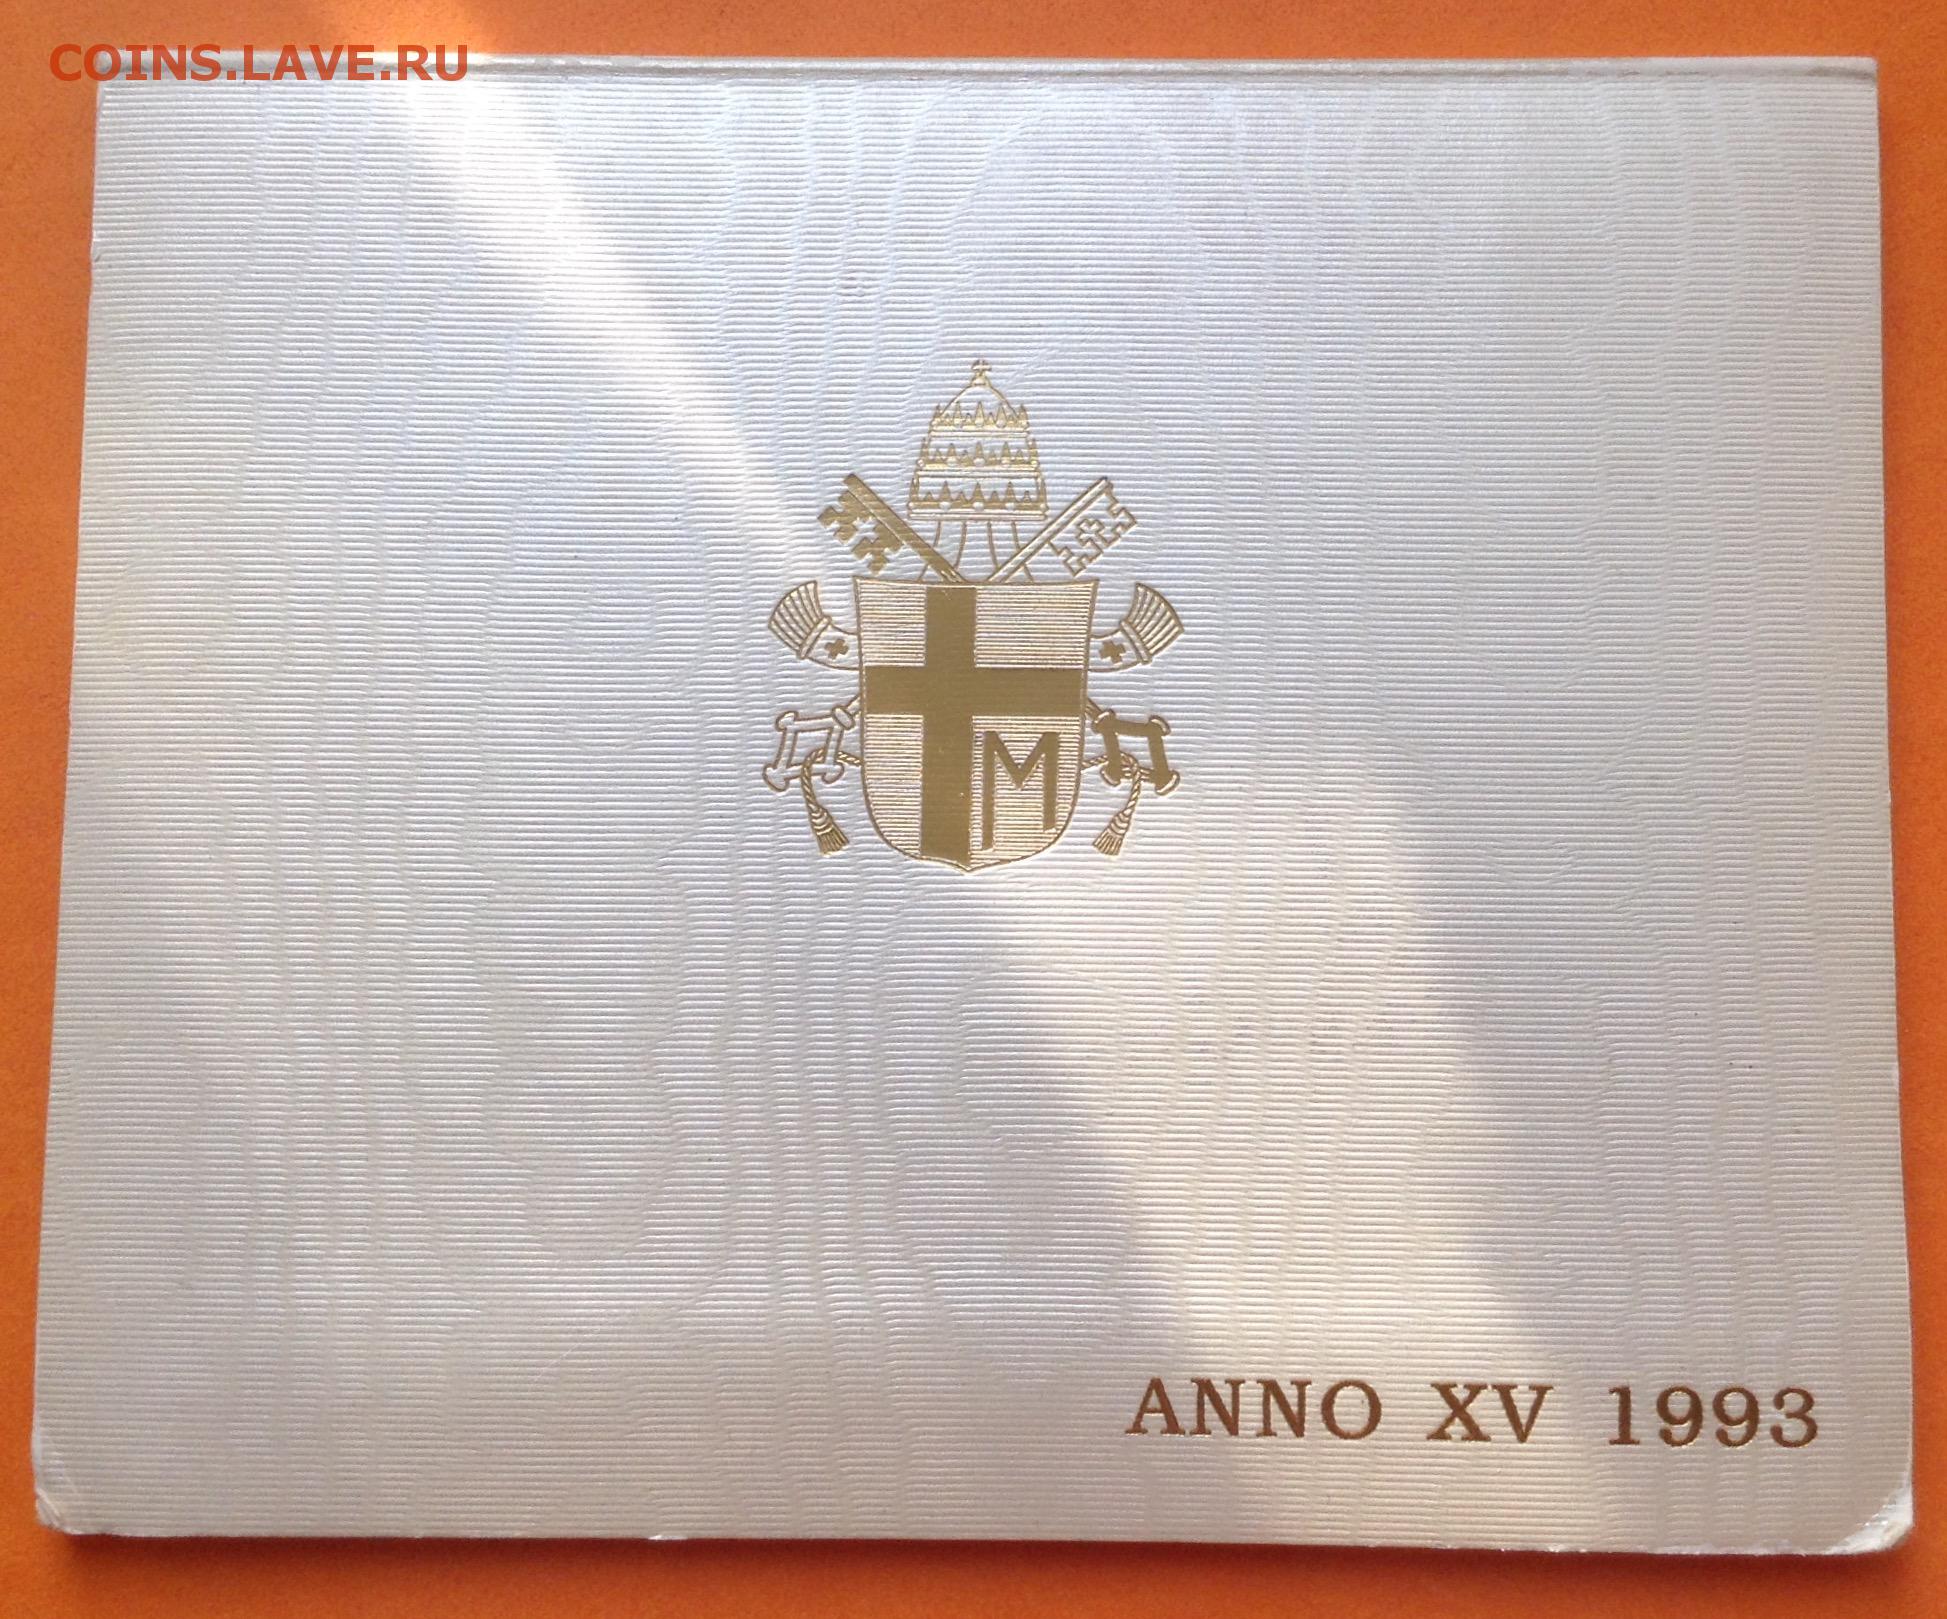 COINS.LAVE.RU
M
ANNO XV 1993